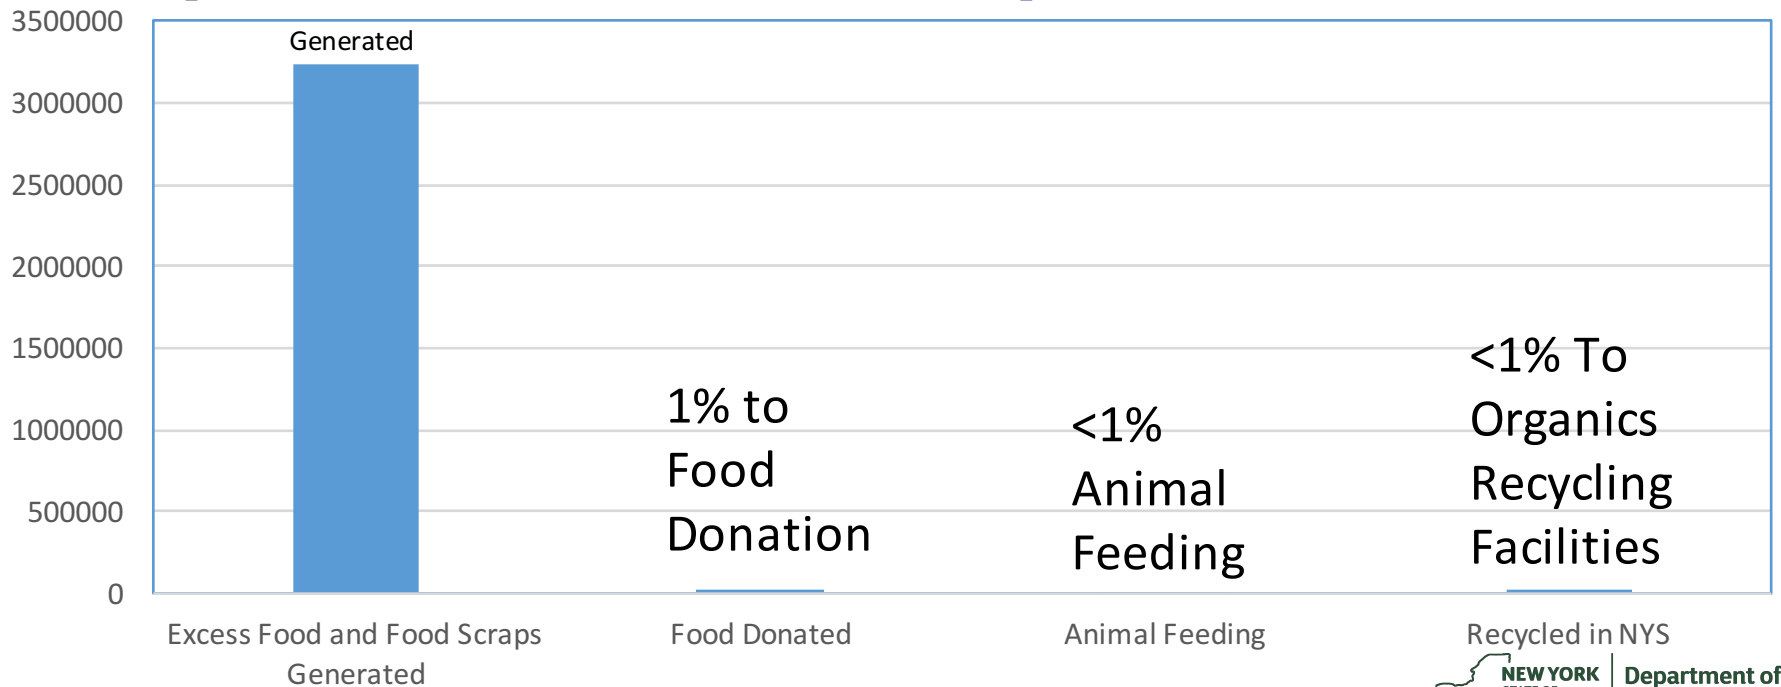 3500000
3000000
2500000
2000000
1500000
1000000
500000
0
Generated
1% to
Food
Donation
<1%
Animal
Feeding
<1% To
Organics
Recycling
Facilities
Excess Food and Food Scraps
Generated
Food Donated
Animal Feeding
Recycled in NYS
NEW YORK
Department of